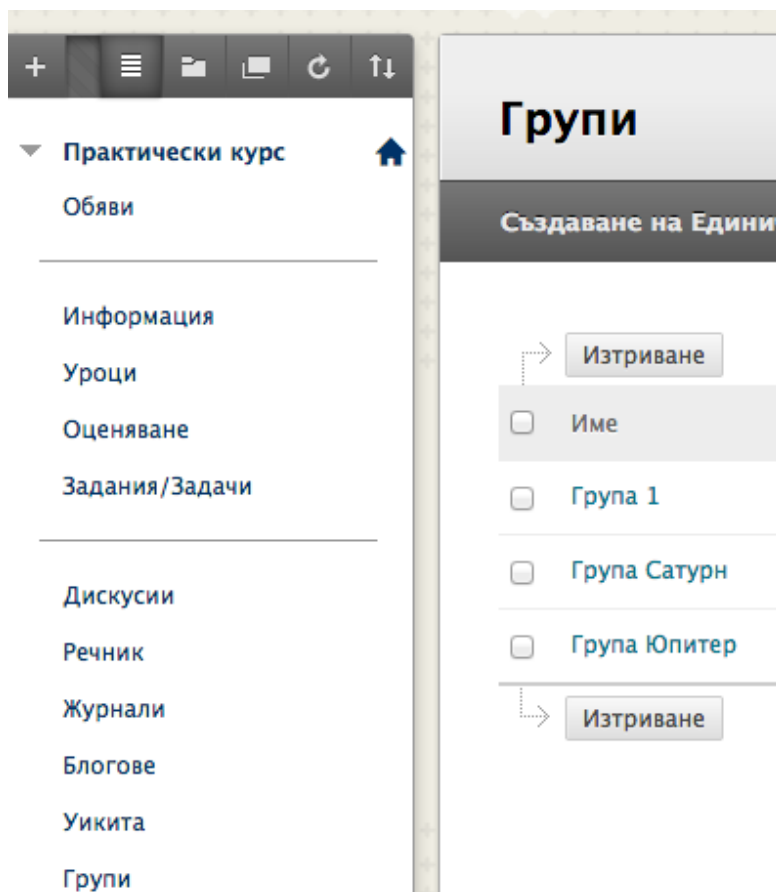 Практически курс
Обяви
Информация
Уроци
Оценяване
Задания/Задачи
Дискусии
Речник
Журнали
Блогове
Уикита
Групи
Групи
Създаване на
Изтриване
Име
Група 1
Група Сатурн
Група Юпитер
Изтриване